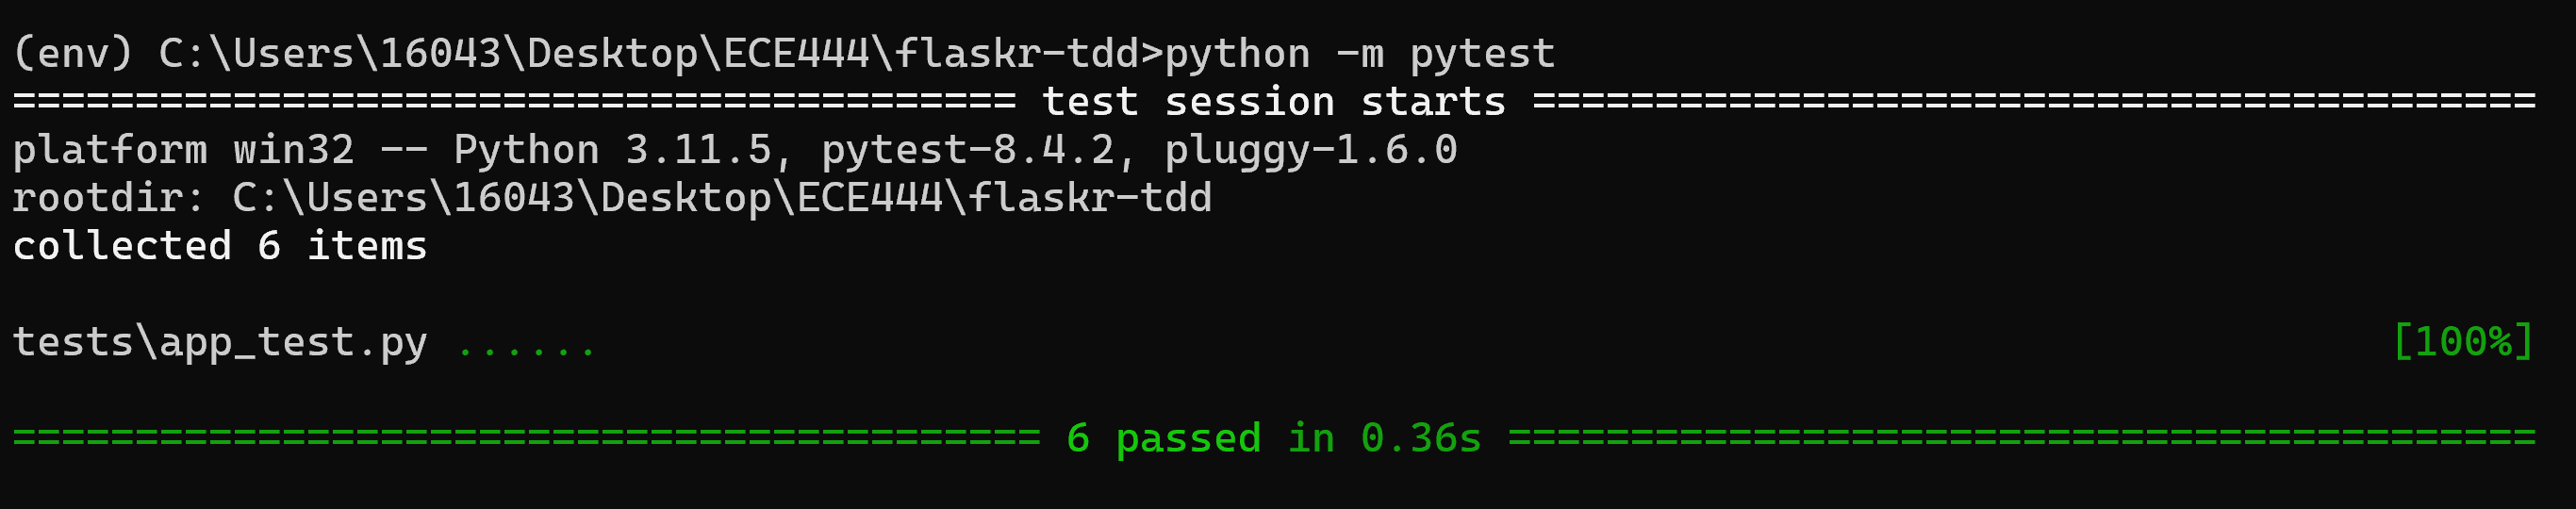 (env) C:\Users\16043\Desktop\ECE444\flaskr-tdd>python -m pytest
========================================= test session starts =========================================
platform win32 -- Python 3.11.5, pytest-8.4.2, pluggy-1.6.0
rootdir: C:\Users\16043\Desktop\ECE444\flaskr-tdd
collected 6 items
tests\app_test.py ...... [100%]
========================================== 6 passed in 0.36s ==========================================